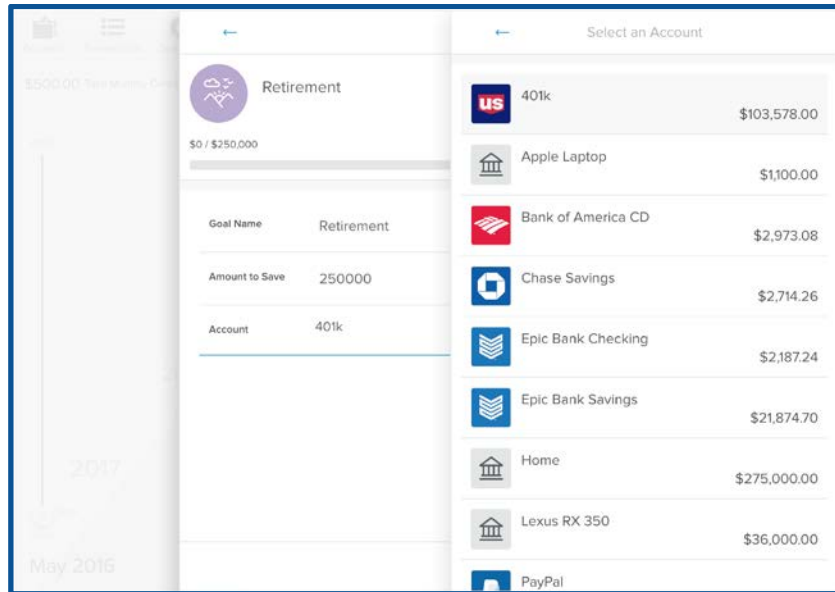 ← ← Select an Account
$500.00
Retirement
$0 / $250,000
Goal Name Retirement
Amount to Save 250000
Account 401k
us 401k
$103,578.00
Apple Laptop
$1,100.00
Bank of America CD
$2,973.08
Chase Savings
$2,714.26
Epic Bank Checking
$2,187.24
Epic Bank Savings
$21,874.70
Home
$275,000.00
Lexus RX 350
$36,000.00
PayPal
2017
May 2016